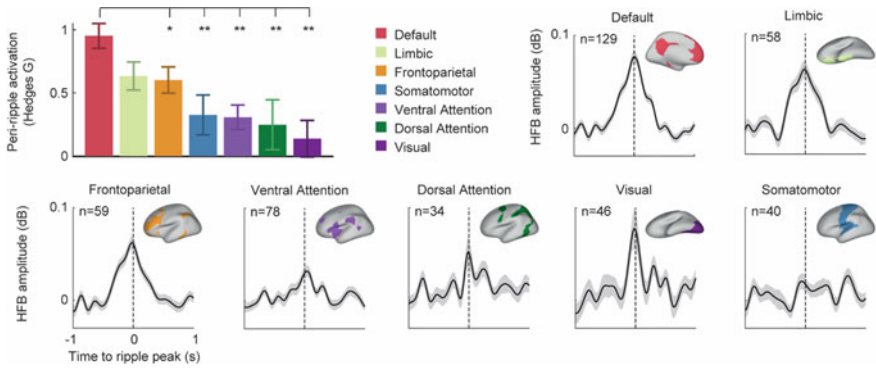 Peri-ripple activation
(Hedges G)
1
0.5
0
* ** ** ** **
Default
Limbic
Frontoparietal
Somatomotor
Ventral Attention
Dorsal Attention
Visual
Default
HFB amplitude (dB)
0.1
0
n=129
Limbic
n=58
Frontoparietal
HFB amplitude (dB)
0.1
0
n=59
-1 0 1
Time to ripple peak (s)
Ventral Attention
n=78
Dorsal Attention
n=34
Visual
n=46
Somatomotor
n=40